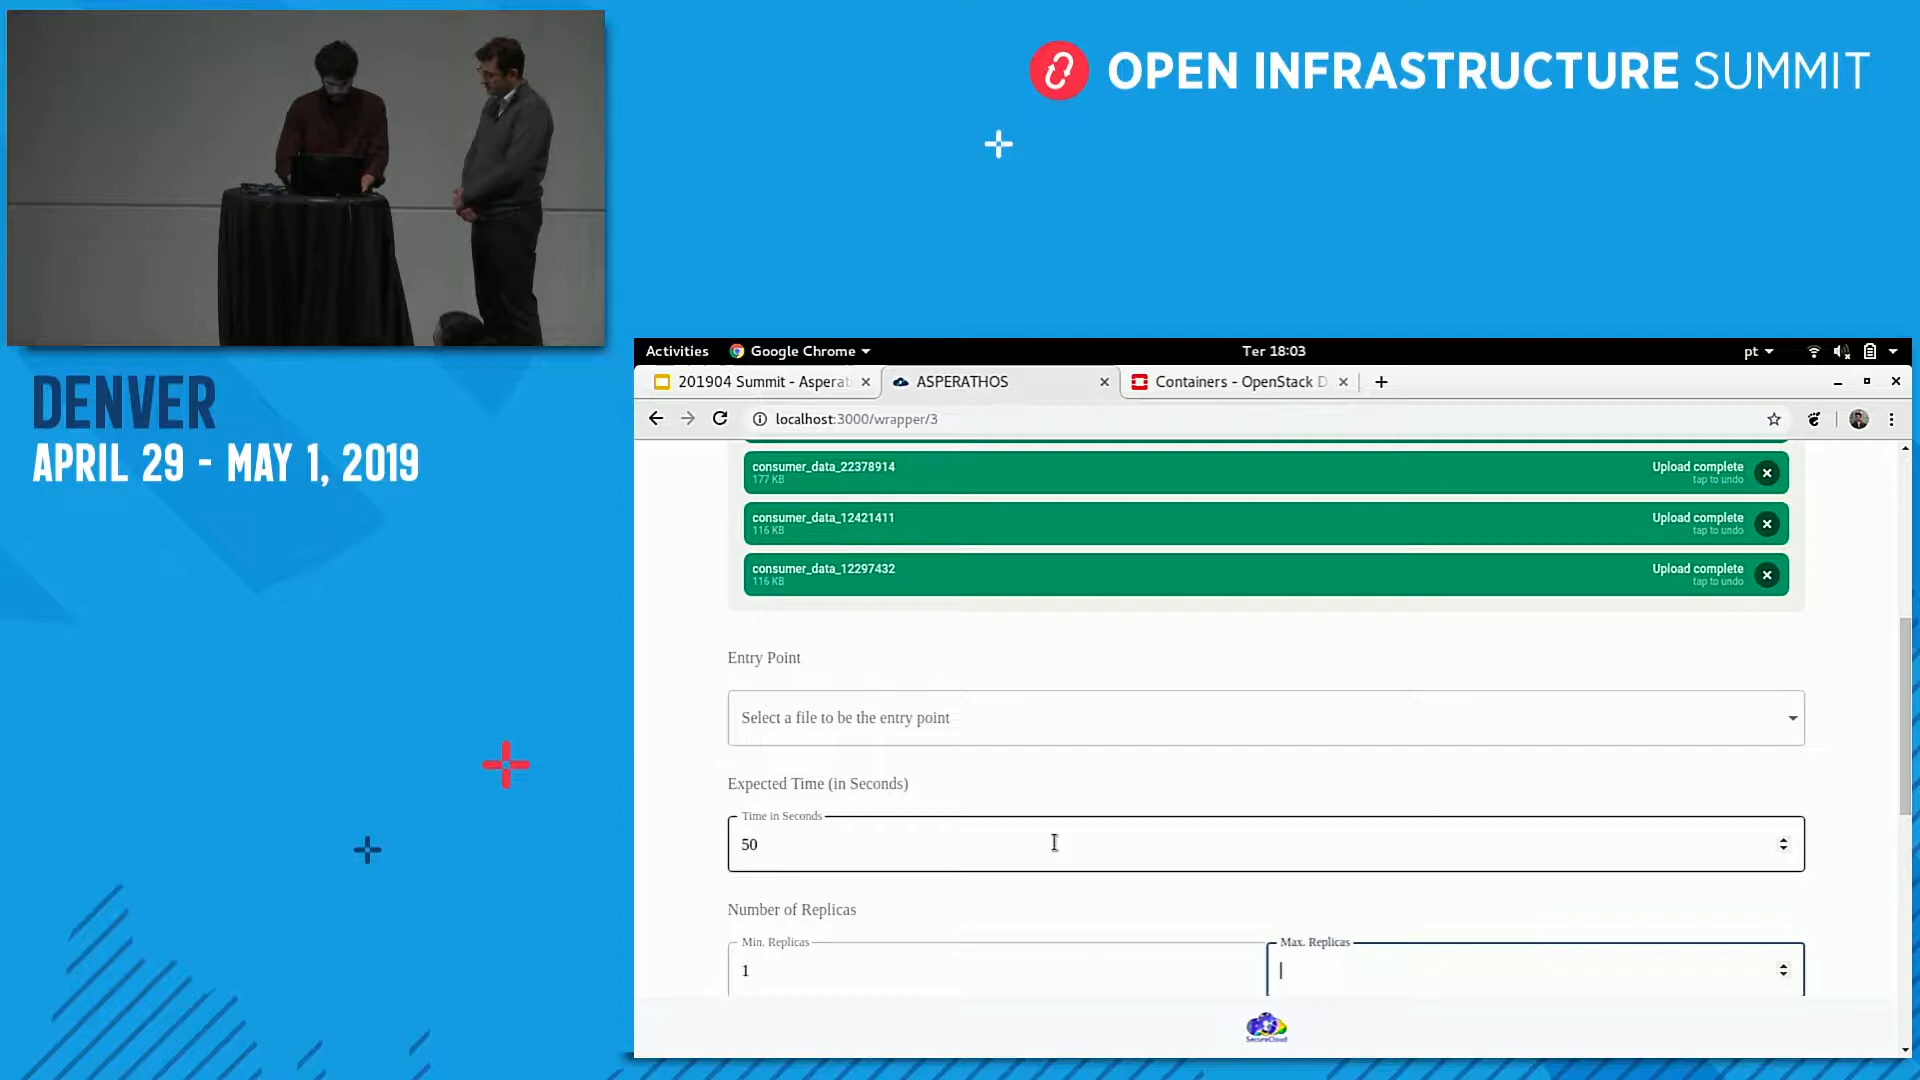 OPEN INFRASTRUCTURE SUMMIT
DENVER
APRIL 29 - MAY 1, 2019
Activities
Google Chrome
Ter 18:03
pt
201904 Summit - Asperat
ASPERATHOS
Containers - OpenStack D
localhost:3000/wrapper/3
consumer_data_22378914
177 KB
Upload complete
tap to undo
consumer_data_12421411
116 KB
Upload complete
tap to undo
consumer_data_12297432
116 KB
Upload complete
tap to undo
Entry Point
Select a file to be the entry point
Expected Time (in Seconds)
Time in Seconds
50
Number of Replicas
Min. Replicas
1
Max. Replicas
SecureCloud